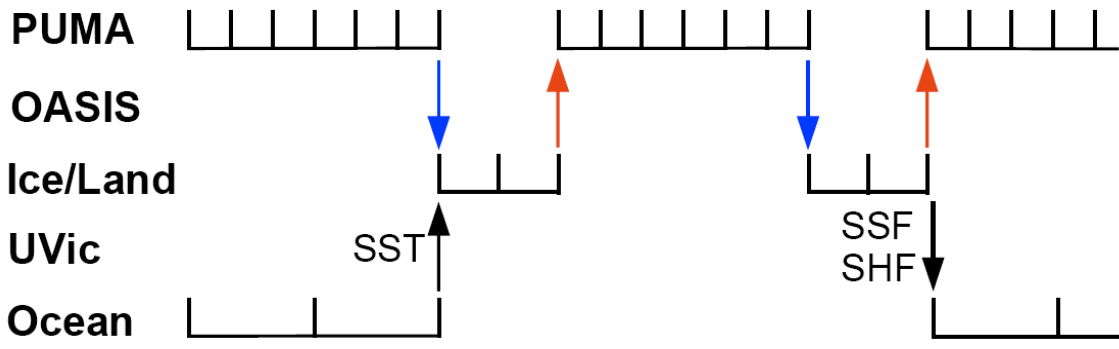 PUMA
OASIS
Ice/Land
SST
SSF
UVic
SHF
Ocean